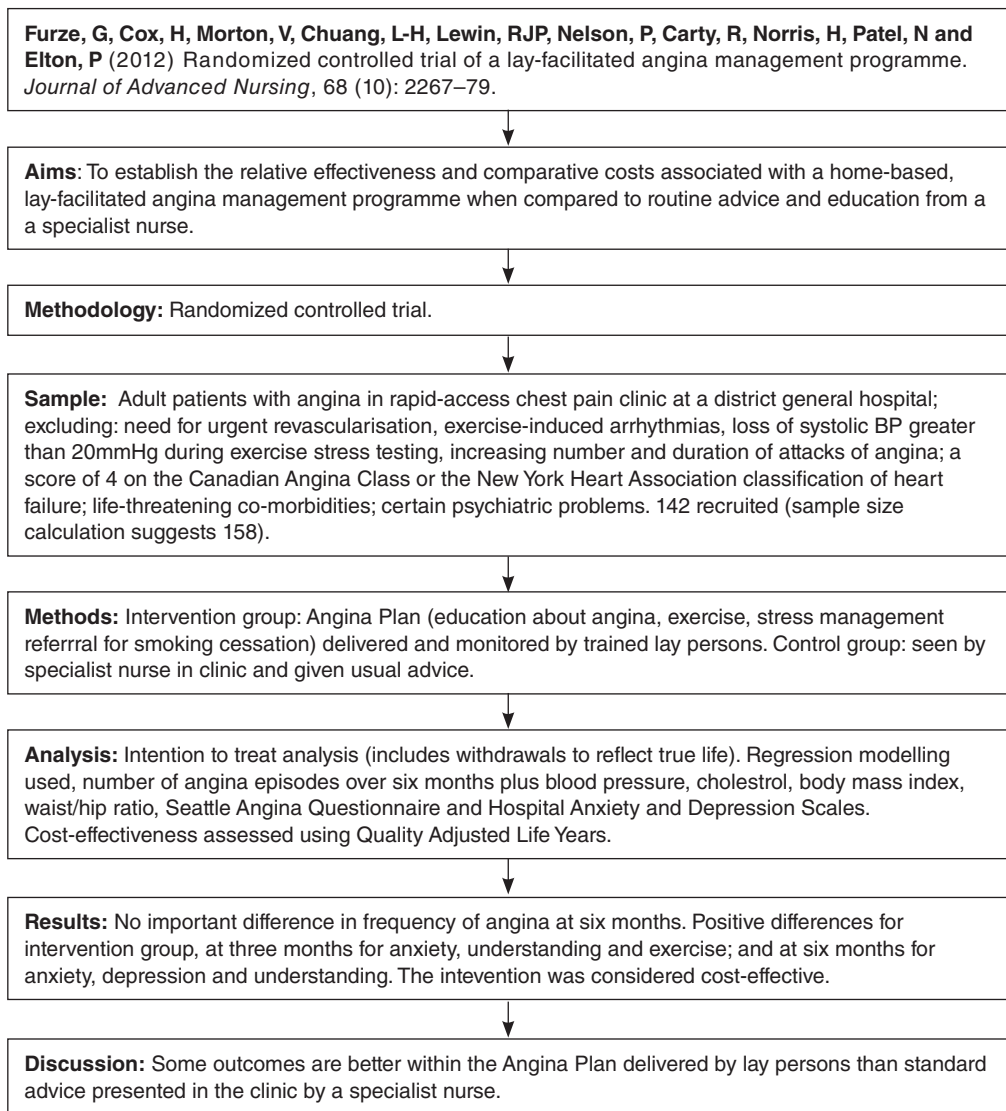 Furze, G, Cox, H, Morton, V, Chuang, L-H, Lewin, RJP, Nelson, P, Carty, R, Norris, H, Patel, N and
Elton, P (2012) Randomized controlled trial of a lay-facilitated angina management programme.
Journal of Advanced Nursing, 68 (10): 2267–79.
Aims: To establish the relative effectiveness and comparative costs associated with a home-based,
lay-facilitated angina management programme when compared to routine advice and education from a
a specialist nurse.
Methodology: Randomized controlled trial.
Sample: Adult patients with angina in rapid-access chest pain clinic at a district general hospital;
excluding: need for urgent revascularisation, exercise-induced arrhythmias, loss of systolic BP greater
than 20mmHg during exercise stress testing, increasing number and duration of attacks of angina; a
score of 4 on the Canadian Angina Class or the New York Heart Association classification of heart
failure; life-threatening co-morbidities; certain psychiatric problems. 142 recruited (sample size
calculation suggests 158).
Methods: Intervention group: Angina Plan (education about angina, exercise, stress management
referrral for smoking cessation) delivered and monitored by trained lay persons. Control group: seen by
specialist nurse in clinic and given usual advice.
Analysis: Intention to treat analysis (includes withdrawals to reflect true life). Regression modelling
used, number of angina episodes over six months plus blood pressure, cholestrol, body mass index,
waist/hip ratio, Seattle Angina Questionnaire and Hospital Anxiety and Depression Scales.
Cost-effectiveness assessed using Quality Adjusted Life Years.
Results: No important difference in frequency of angina at six months. Positive differences for
intervention group, at three months for anxiety, understanding and exercise; and at six months for
anxiety, depression and understanding. The intevention was considered cost-effective.
Discussion: Some outcomes are better within the Angina Plan delivered by lay persons than standard
advice presented in the clinic by a specialist nurse.